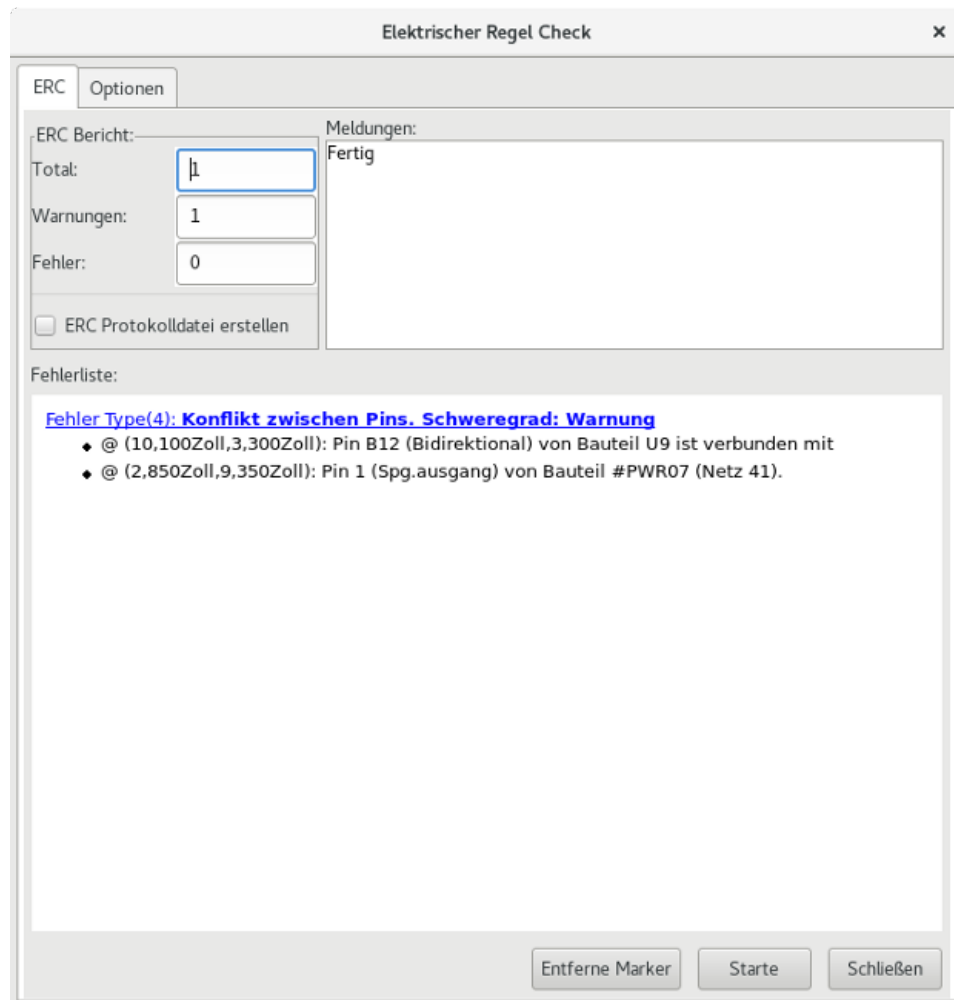 Elektrischer Regel Check
ERC Optionen
ERC Bericht:
Total: 1
Warnungen: 1
Fehler: 0
ERC Protokolldatei erstellen
Meldungen:
Fertig
Fehlerliste:
Fehler Type(4): Konflikt zwischen Pins. Schweregrad: Warnung
@ (10,100Zoll,3,300Zoll): Pin B12 (Bidirektional) von Bauteil U9 ist verbunden mit
@ (2,850Zoll,9,350Zoll): Pin 1 (Spg.ausgang) von Bauteil #PWR07 (Netz 41).
Entferne Marker Starte Schließen